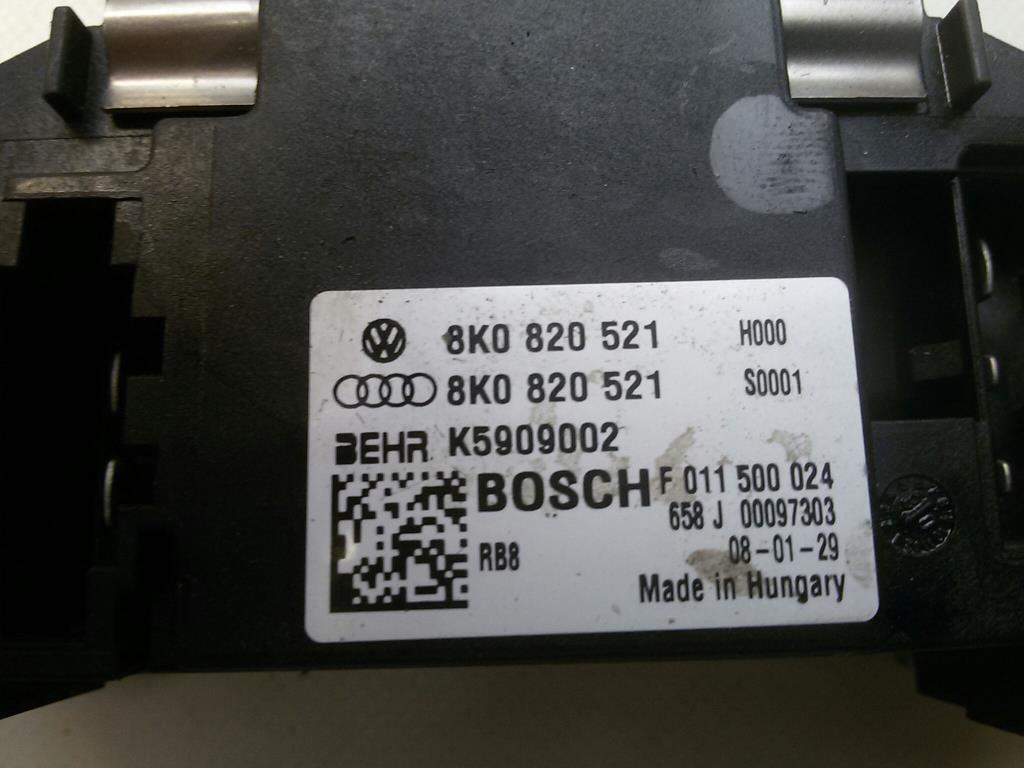 8K0 820 521 H000
8K0 820 521 S0001
BEHR K5909002
BOSCH F 011 500 024
658 J 00097303
RB8 08-01-29
Made in Hungary